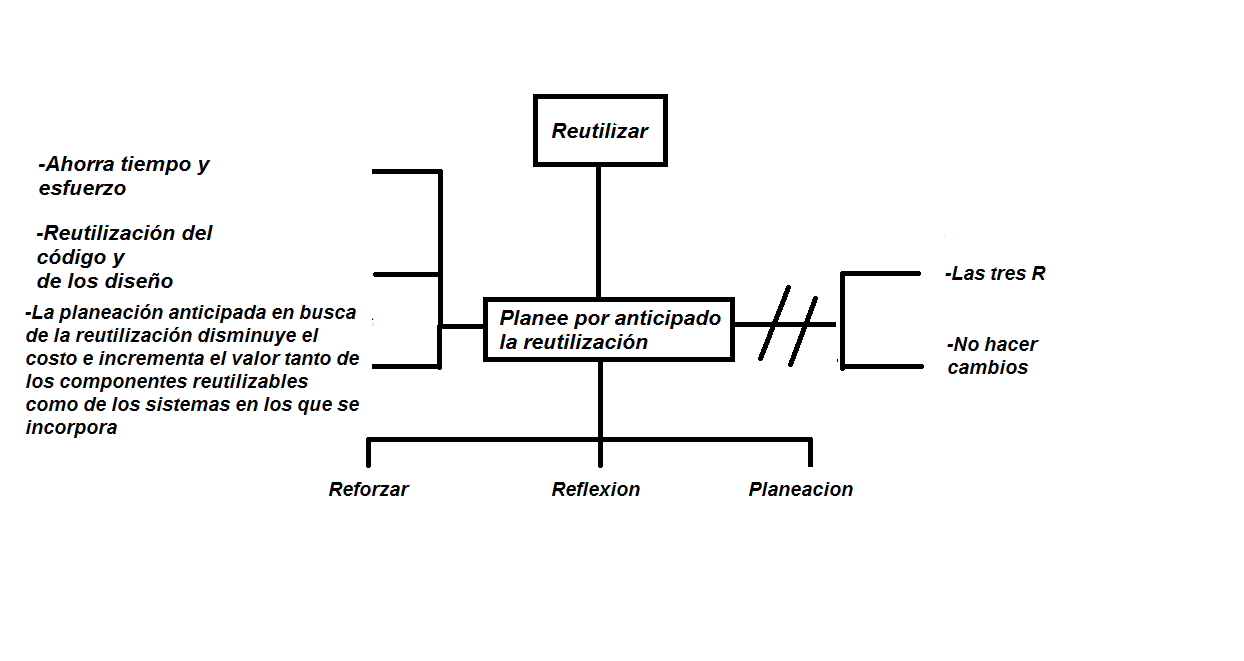 Reutilizar
-Ahorra tiempo y
esfuerzo
-Reutilización del
código y
de los diseño
-La planeación anticipada en busca
de la reutilización disminuye el
costo e incrementa el valor tanto de
los componentes reutilizables
como de los sistemas en los que se
incorpora
Planee por anticipado
la reutilización
-Las tres R
-No hacer
cambios
Reforzar
Reflexion
Planeacion